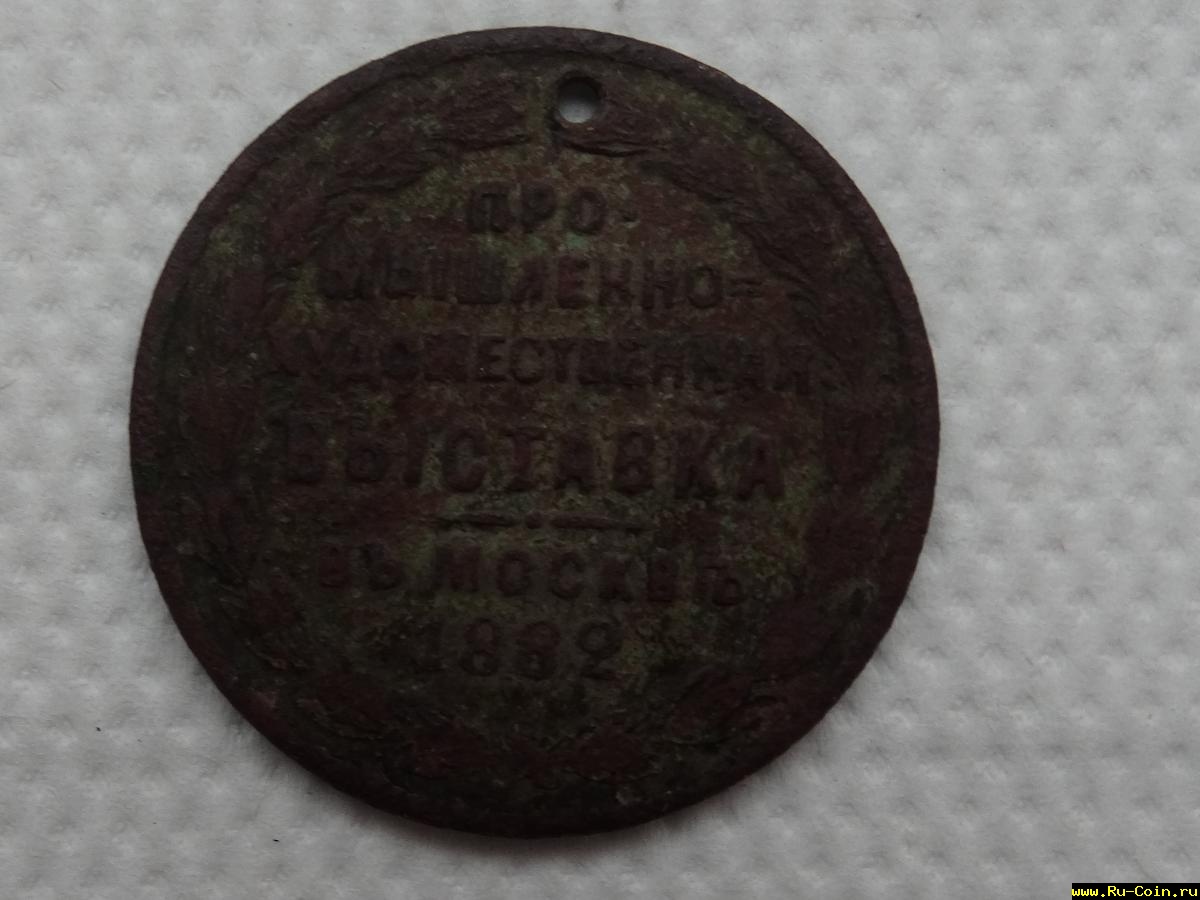 ПРО-
МЫШЛЕННО=
ХУДОЖЕСТВЕННАЯ
ВЫСТАВКА
ВЪ МОСКВѢ
1882
www.Ru-Coin.ru